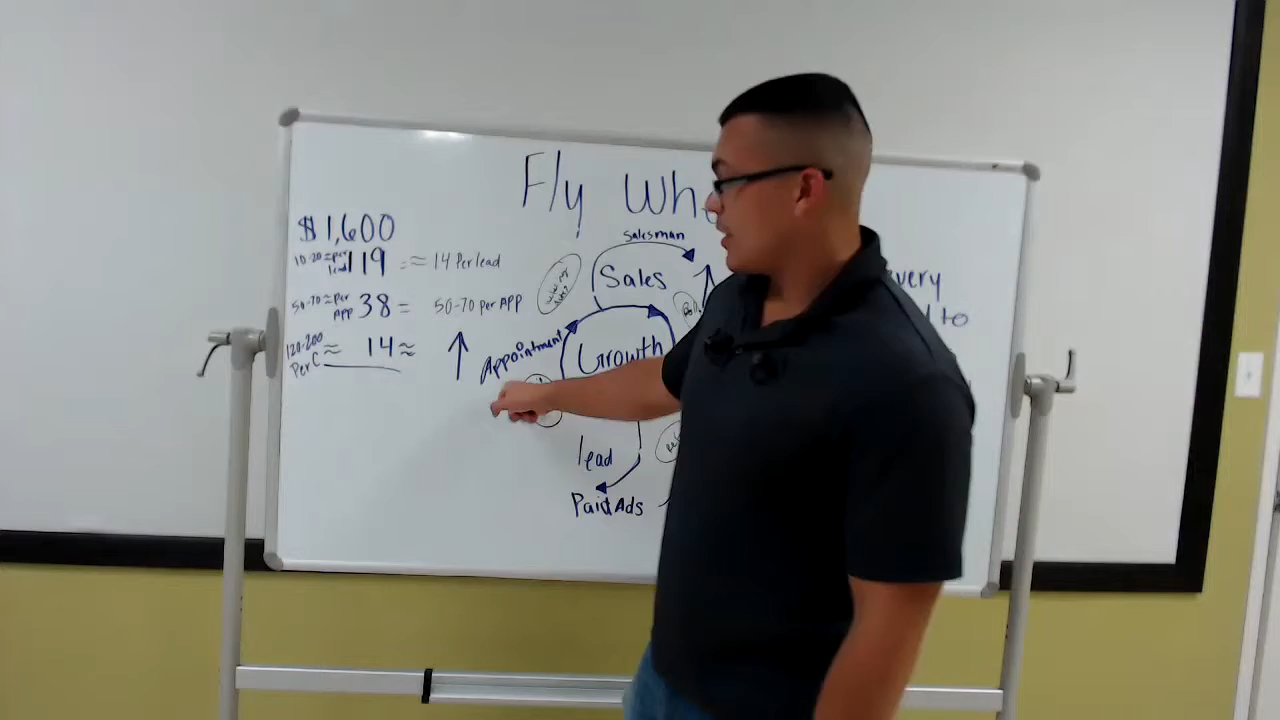 Fly Whe
$1,600
10-20 ≈ per lead 119 = ≈ 14 Per lead
50-70 ≈ per APP 38 = 50-70 per APP
120-200 Per C ≈ 14 ≈
Salesman
Sales
Appointment
Growth
lead
Paid Ads
very
to